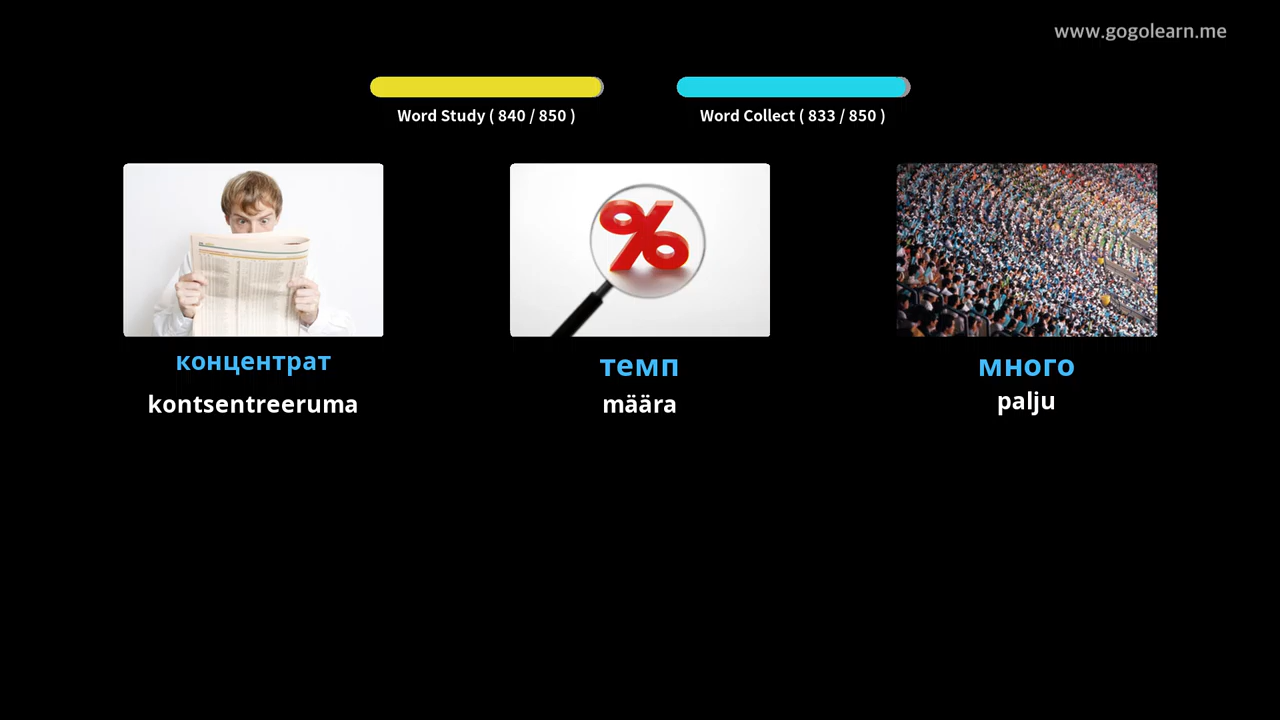 www.gogolearn.me
Word Study ( 840 / 850 )
Word Collect ( 833 / 850 )
концентрат
темп
много
kontsentreeruma
määra
palju